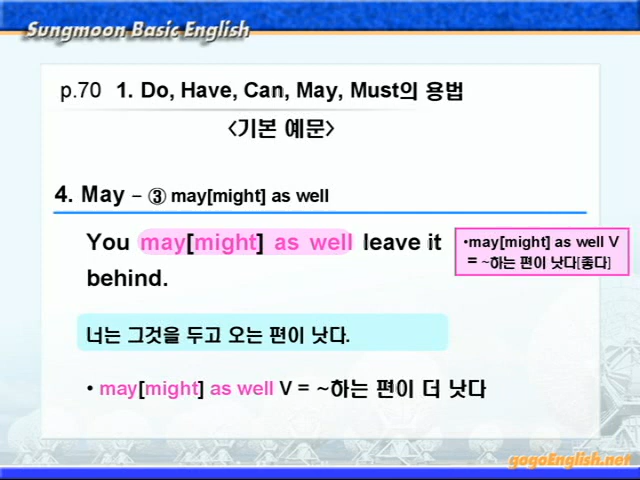 Sungmoon Basic English
p.70 1. Do, Have, Can, May, Must의 용법
<기본 예문>
4. May – ③ may[might] as well
You may[might] as well leave it
behind.
•may[might] as well V
= ~하는 편이 낫다[좋다]
너는 그것을 두고 오는 편이 낫다.
• may[might] as well V = ~하는 편이 더 낫다
gogoEnglish.net